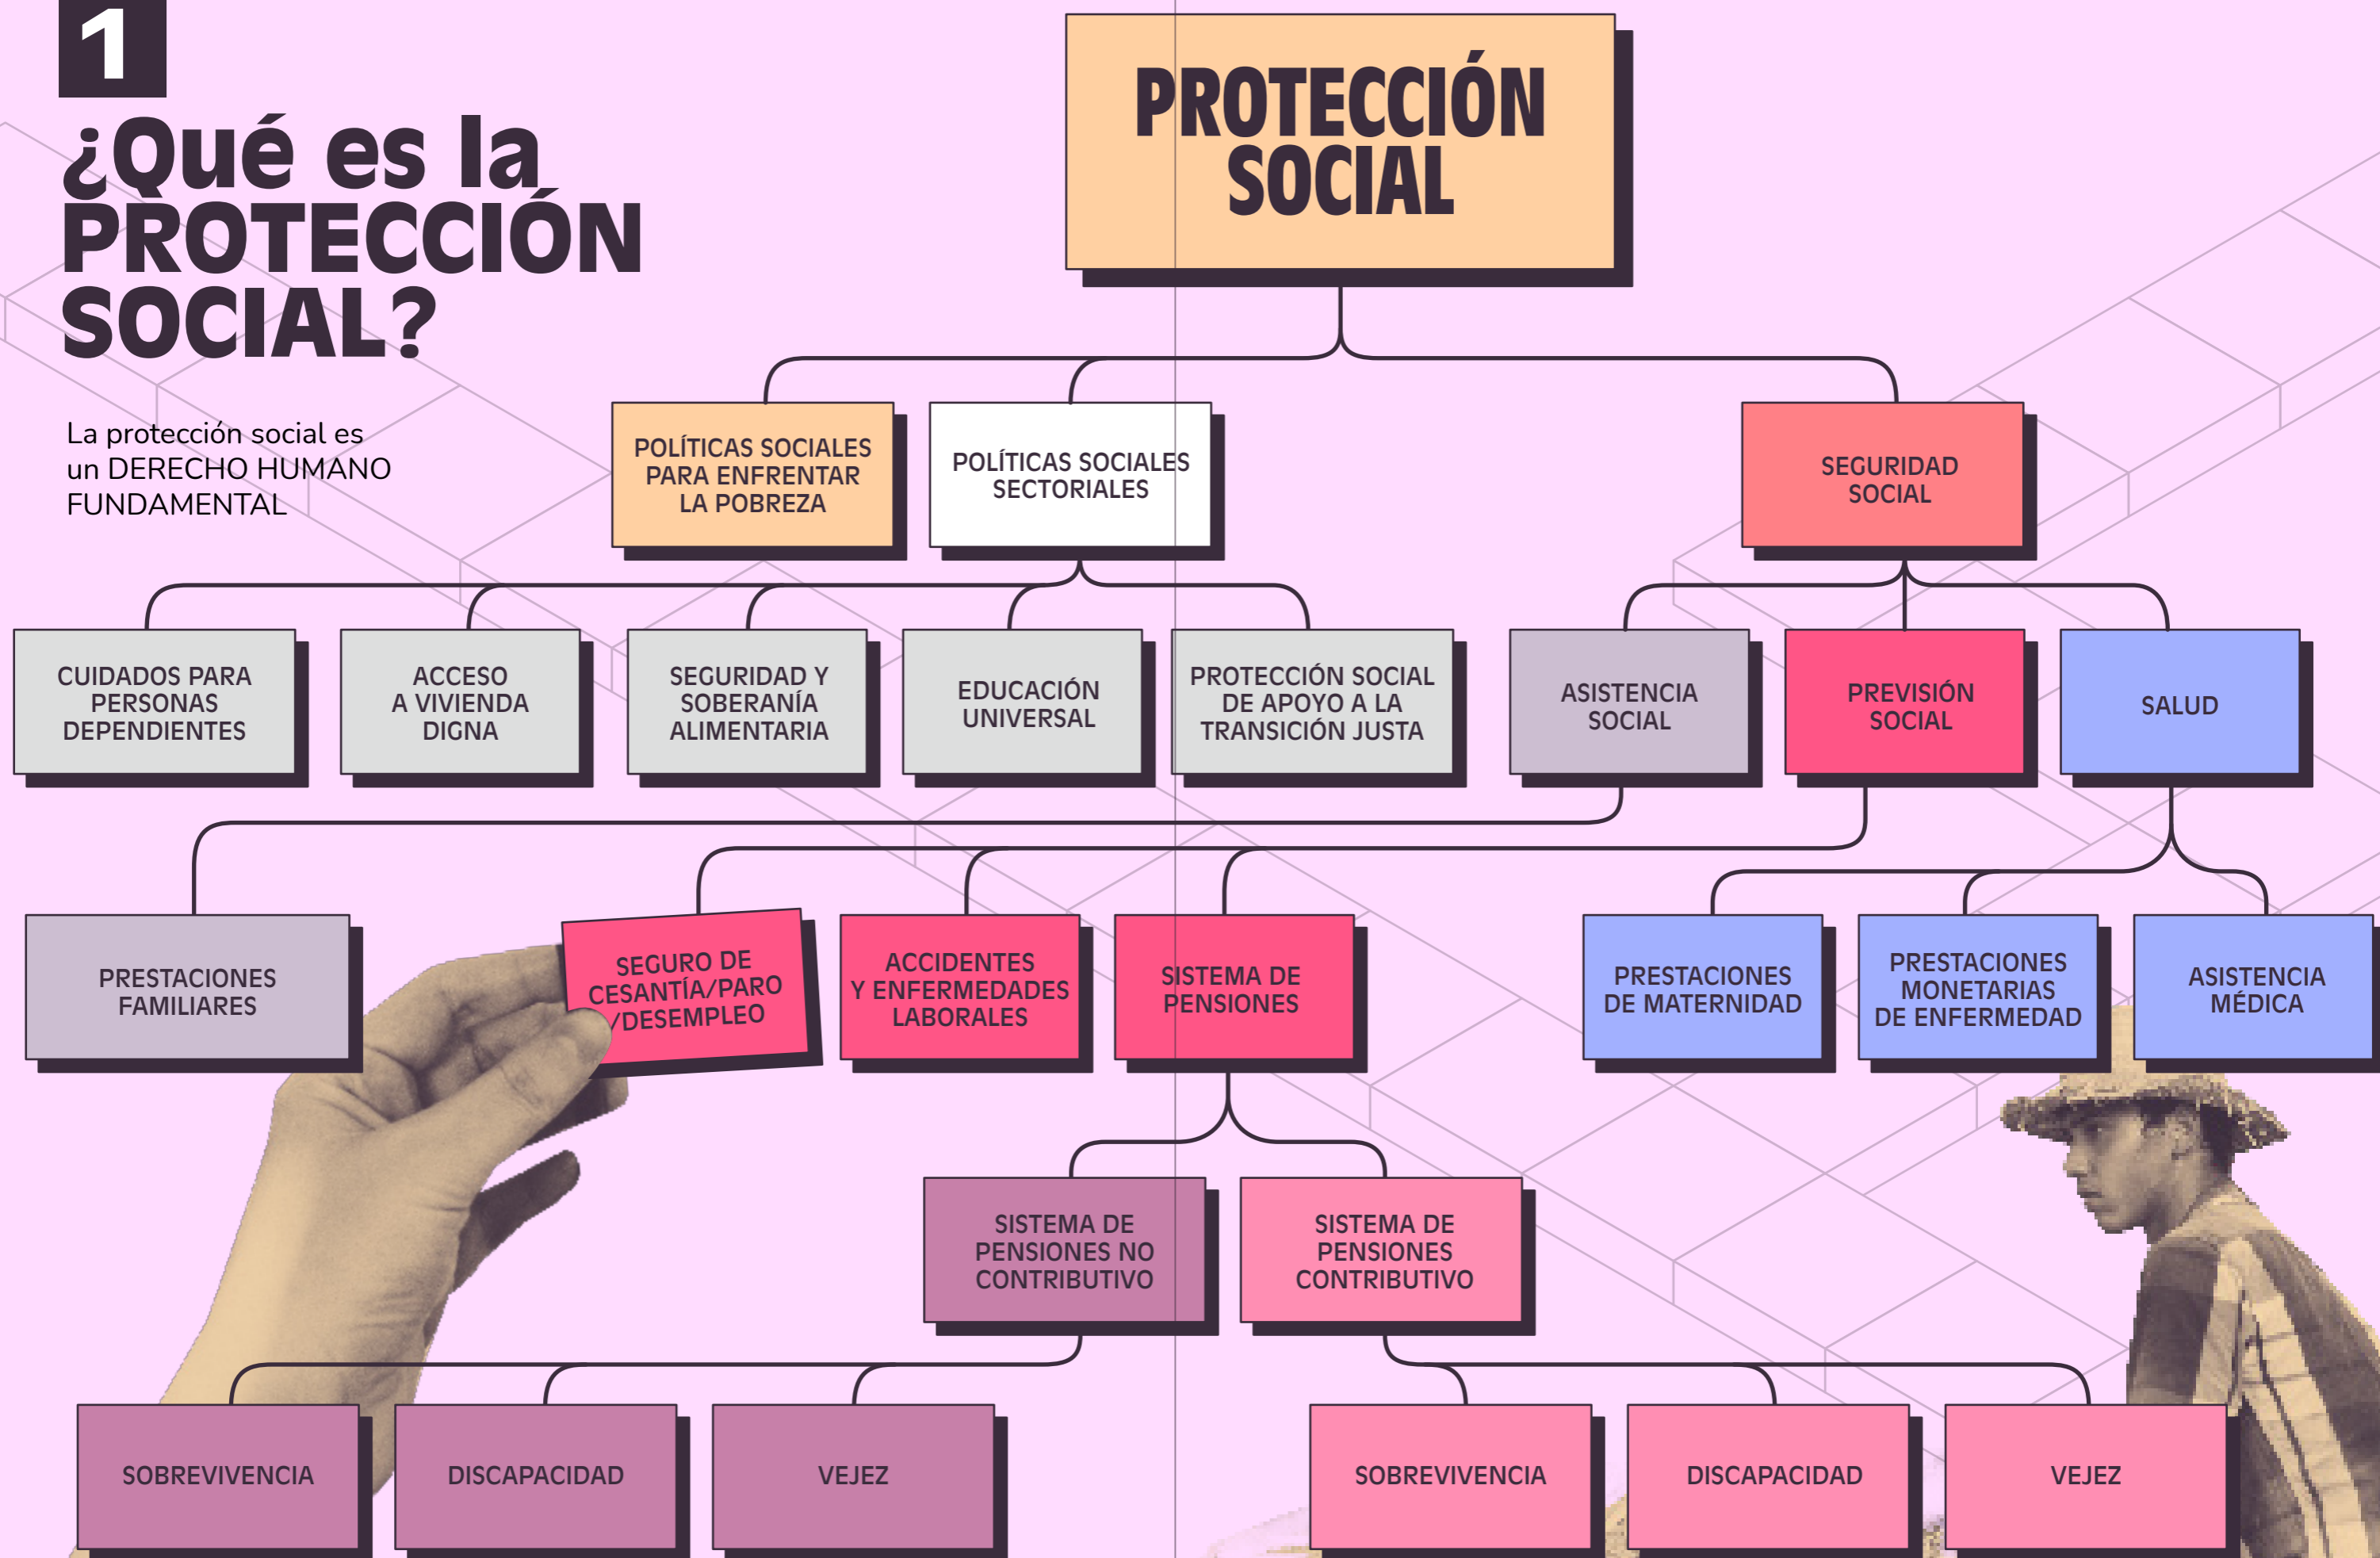 1
¿Qué es la
PROTECCIÓN
SOCIAL?
La protección social es
un DERECHO HUMANO
FUNDAMENTAL
PROTECCIÓN
SOCIAL
POLÍTICAS SOCIALES
PARA ENFRENTAR
LA POBREZA
POLÍTICAS SOCIALES
SECTORIALES
SEGURIDAD
SOCIAL
CUIDADOS PARA
PERSONAS
DEPENDIENTES
ACCESO
A VIVIENDA
DIGNA
SEGURIDAD Y
SOBERANÍA
ALIMENTARIA
EDUCACIÓN
UNIVERSAL
PROTECCIÓN SOCIAL
DE APOYO A LA
TRANSICIÓN JUSTA
ASISTENCIA
SOCIAL
PREVISIÓN
SOCIAL
SALUD
PRESTACIONES
FAMILIARES
SEGURO DE
CESANTÍA/PARO
/DESEMPLEO
ACCIDENTES
Y ENFERMEDADES
LABORALES
SISTEMA DE
PENSIONES
PRESTACIONES
DE MATERNIDAD
PRESTACIONES
MONETARIAS
DE ENFERMEDAD
ASISTENCIA
MÉDICA
SISTEMA DE
PENSIONES NO
CONTRIBUTIVO
SISTEMA DE
PENSIONES
CONTRIBUTIVO
SOBREVIVENCIA
DISCAPACIDAD
VEJEZ
SOBREVIVENCIA
DISCAPACIDAD
VEJEZ